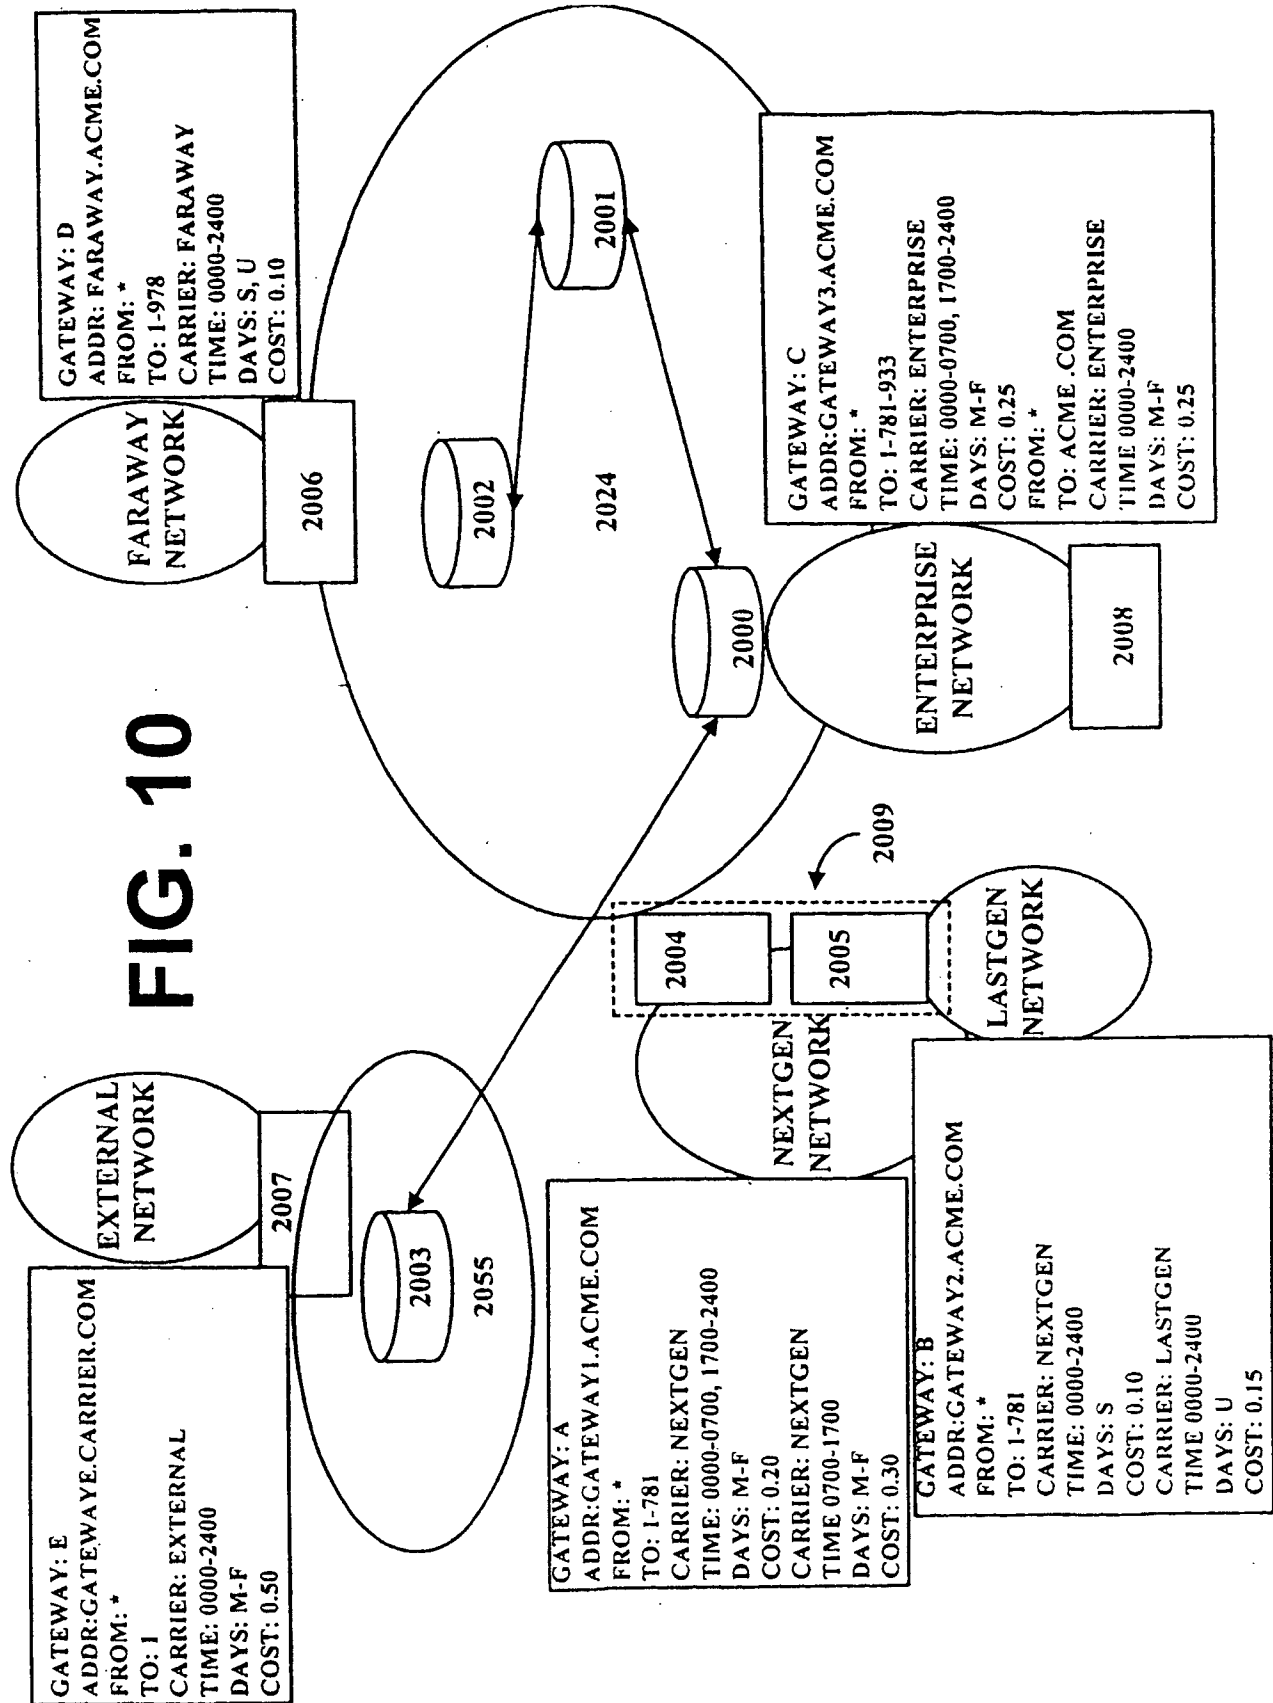 FIG. 10
GATEWAY: E
ADDR:GATEWAYE.CARRIER.COM
FROM: *
TO: 1
CARRIER: EXTERNAL
TIME: 0000-2400
DAYS: M-F
COST: 0.50
EXTERNAL
NETWORK
2007
2003
2055
FARAWAY
NETWORK
2006
GATEWAY: D
ADDR: FARAWAY.ACME.COM
FROM: *
TO: 1-978
CARRIER: FARAWAY
TIME: 0000-2400
DAYS: S, U
COST: 0.10
2002
2024
2001
2000
GATEWAY: A
ADDR:GATEWAY1.ACME.COM
FROM: *
TO: 1-781
CARRIER: NEXTGEN
TIME: 0000-0700, 1700-2400
DAYS: M-F
COST: 0.20
CARRIER: NEXTGEN
TIME 0700-1700
DAYS: M-F
COST: 0.30
NEXTGEN
NETWORK
2004
2005
2009
LASTGEN
NETWORK
GATEWAY: B
ADDR:GATEWAY2.ACME.COM
FROM: *
TO: 1-781
CARRIER: NEXTGEN
TIME: 0000-2400
DAYS: S
COST: 0.10
CARRIER: LASTGEN
TIME 0000-2400
DAYS: U
COST: 0.15
ENTERPRISE
NETWORK
2008
GATEWAY: C
ADDR:GATEWAY3.ACME.COM
FROM: *
TO: 1-781-933
CARRIER: ENTERPRISE
TIME: 0000-0700, 1700-2400
DAYS: M-F
COST: 0.25
FROM: *
TO: ACME .COM
CARRIER: ENTERPRISE
TIME 0000-2400
DAYS: M-F
COST: 0.25